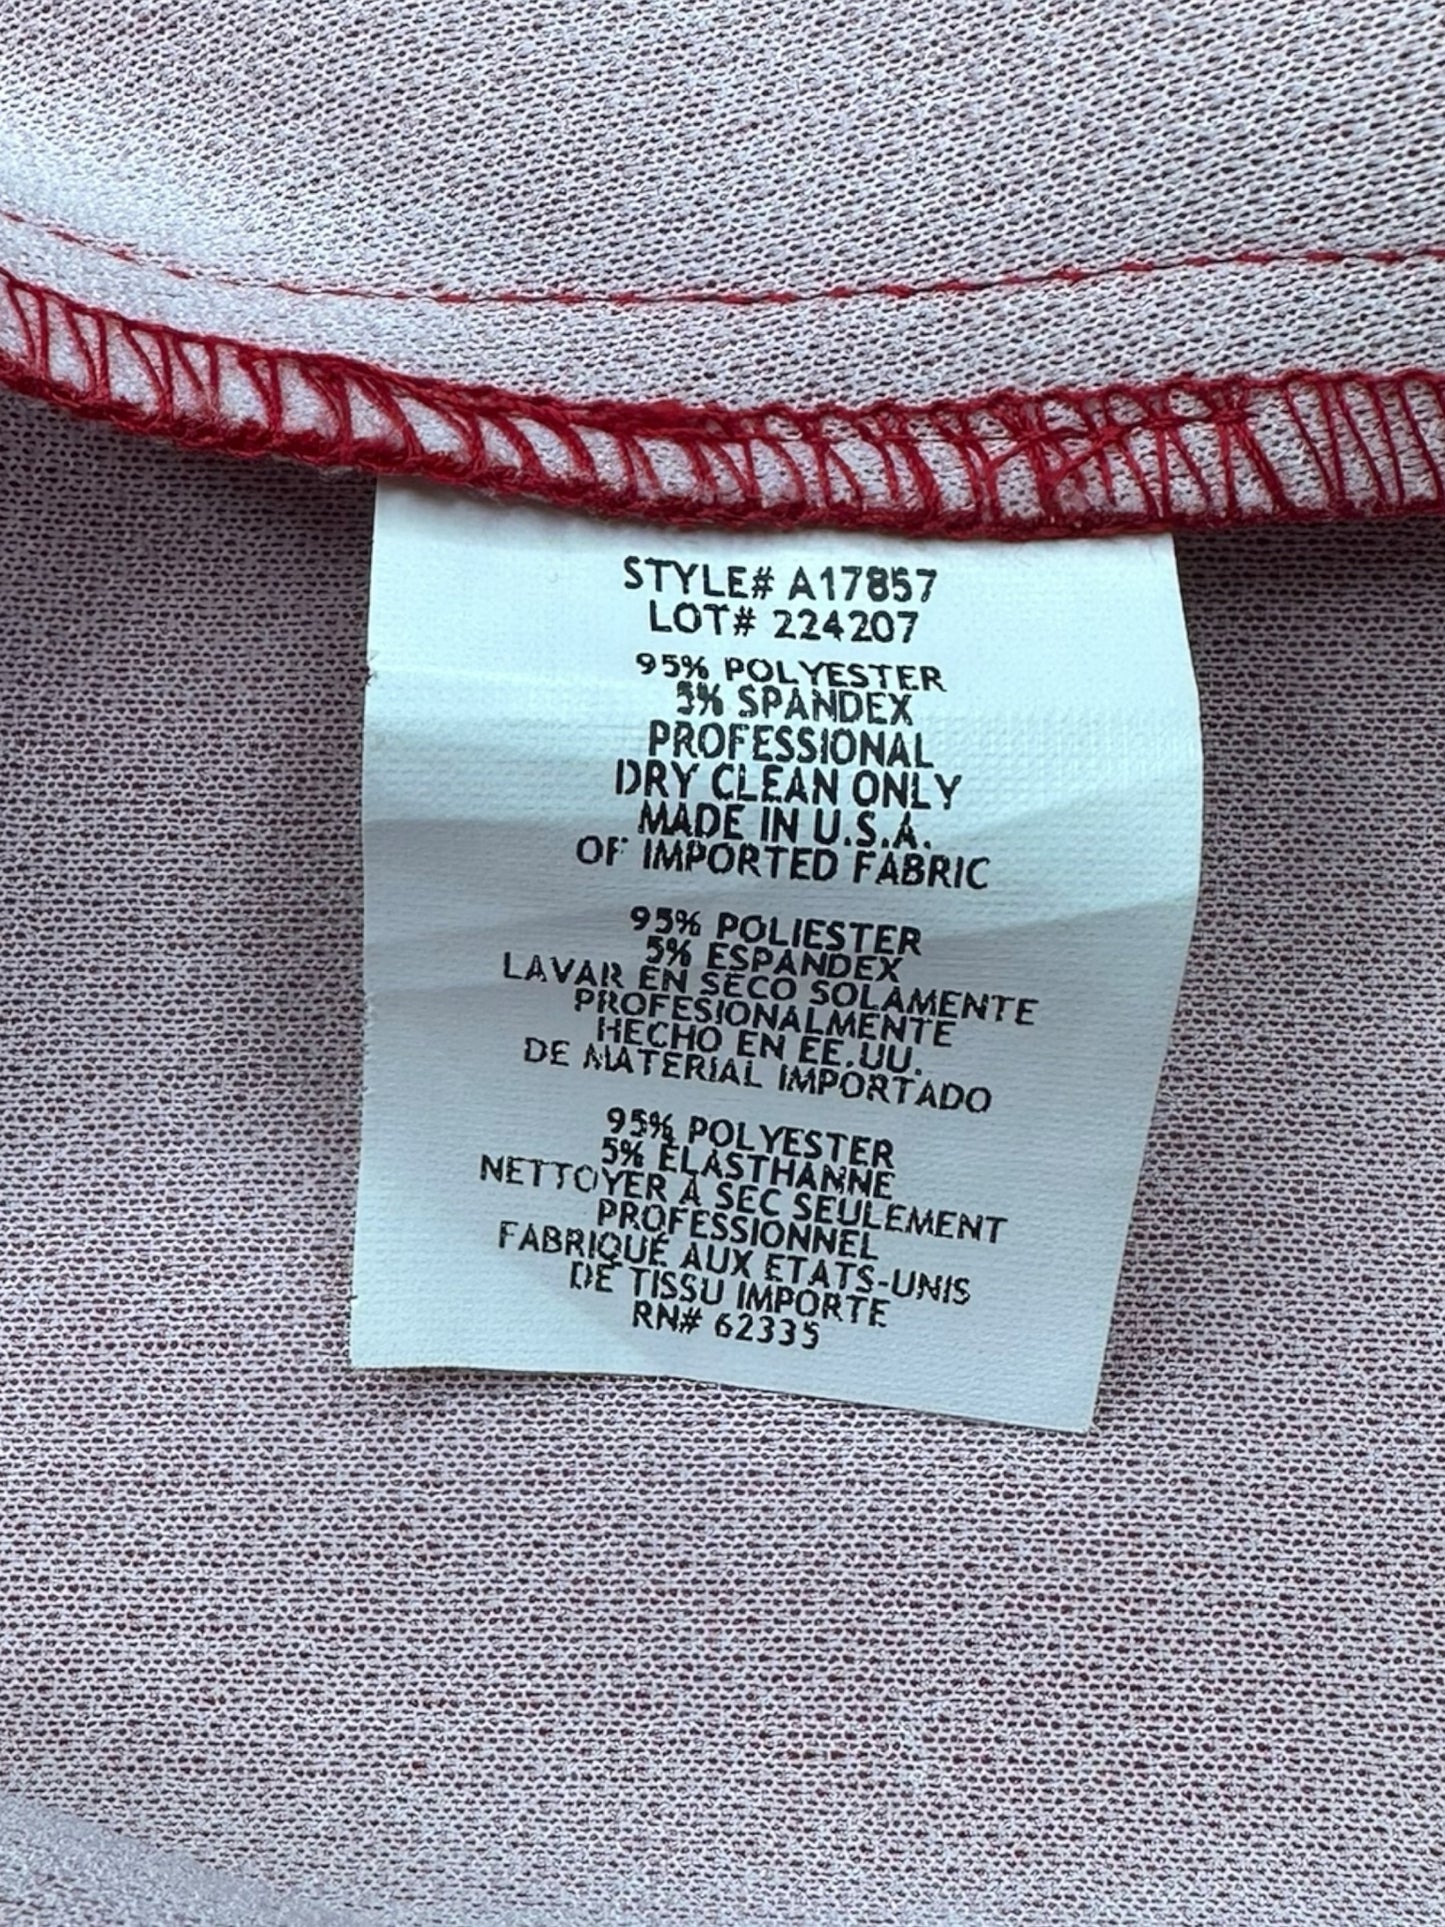 STYLE# A17857
LOT# 224207
95% POLYESTER
5% SPANDEX
PROFESSIONAL
DRY CLEAN ONLY
MADE IN U.S.A.
OF IMPORTED FABRIC
95% POLIESTER
5% ESPANDEX
LAVAR EN SECO SOLAMENTE
PROFESIONALMENTE
HECHO EN EE.UU.
DE MATERIAL IMPORTADO
95% POLYESTER
5% ÉLASTHANNE
NETTOYER À SEC SEULEMENT
PROFESSIONNEL
FABRIQUÉ AUX ETATS-UNIS
DE TISSU IMPORTE
RN# 62335